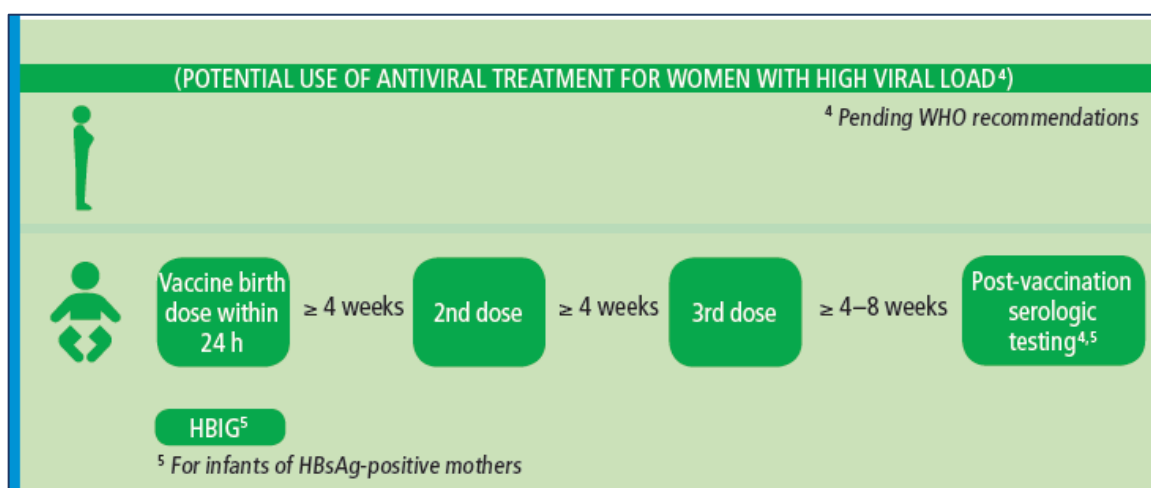 (POTENTIAL USE OF ANTIVIRAL TREATMENT FOR WOMEN WITH HIGH VIRAL LOAD⁴)
⁴ Pending WHO recommendations
Vaccine birth
dose within
24 h
≥ 4 weeks
2nd dose
≥ 4 weeks
3rd dose
≥ 4–8 weeks
Post-vaccination
serologic
testing⁴,⁵
HBIG⁵
⁵ For infants of HBsAg-positive mothers